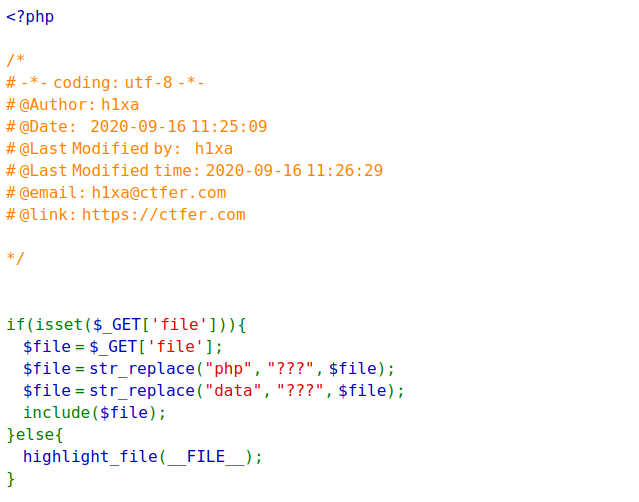 <?php
/*
# -*- coding: utf-8 -*-
# @Author: h1xa
# @Date:   2020-09-16 11:25:09
# @Last Modified by:   h1xa
# @Last Modified time: 2020-09-16 11:26:29
# @email: h1xa@ctfer.com
# @link: https://ctfer.com
*/
if(isset($_GET['file'])){
    $file = $_GET['file'];
    $file = str_replace("php", "???", $file);
    $file = str_replace("data", "???", $file);
    include($file);
}else{
    highlight_file(__FILE__);
}